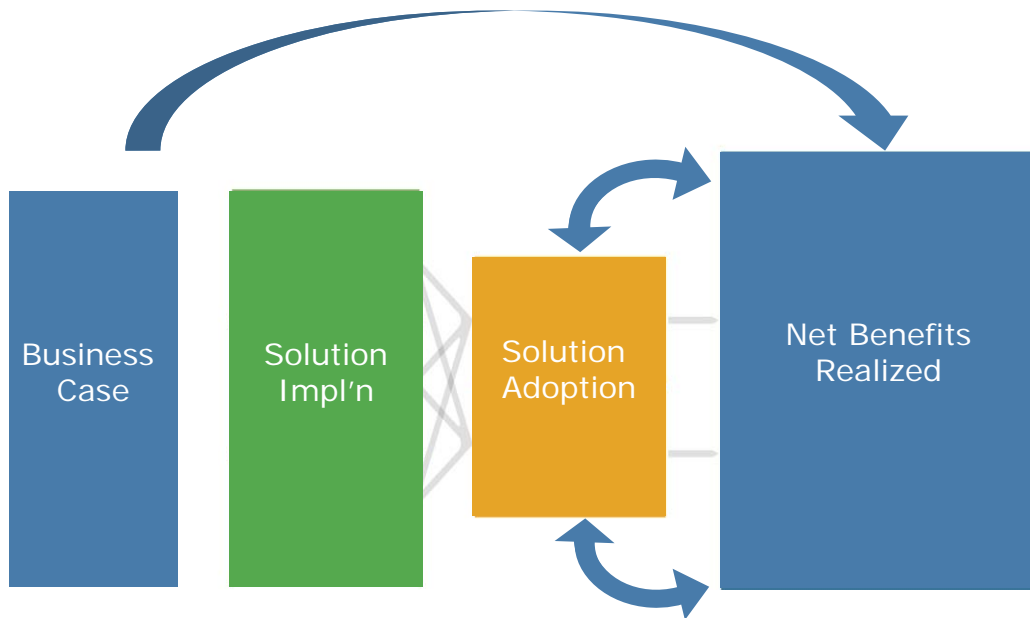 Business
Case
Solution
Impl'n
Solution
Adoption
Net Benefits
Realized